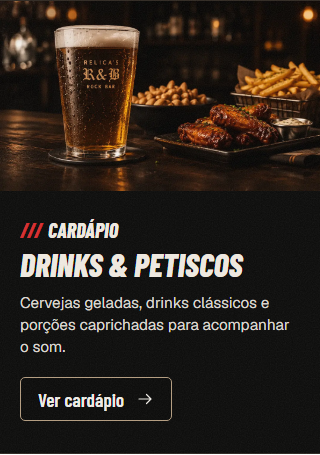 RELICA'S
R&B
ROCK BAR
/// CARDÁPIO
DRINKS & PETISCOS
Cervejas geladas, drinks clássicos e
porções caprichadas para acompanhar
o som.
Ver cardápio →